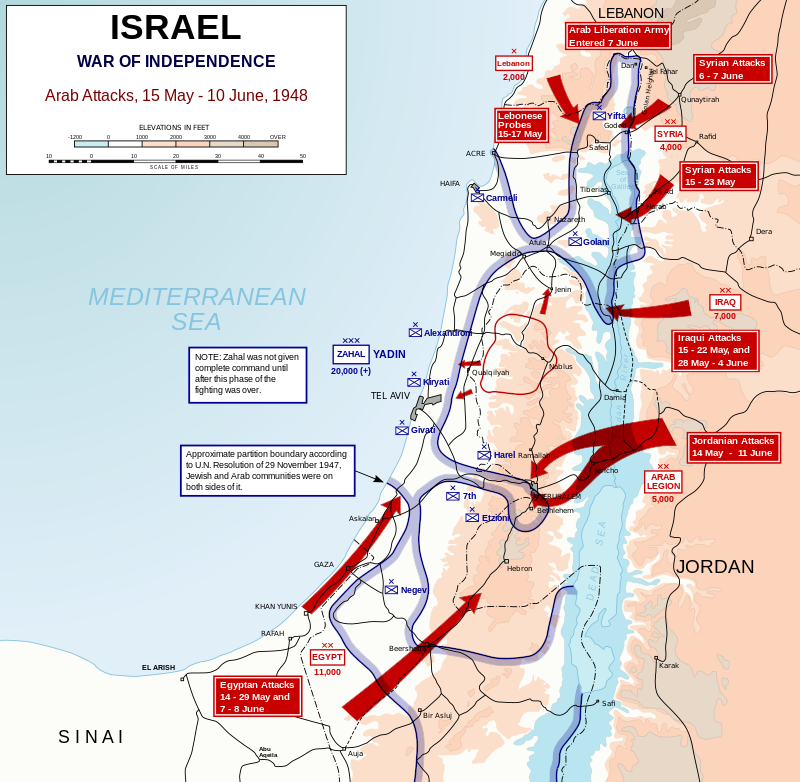 ISRAEL
WAR OF INDEPENDENCE
Arab Attacks, 15 May - 10 June, 1948
ELEVATIONS IN FEET
-1200 0 1000 2000 3000 4000 OVER
10 0 10 20 30 40 50
SCALE OF MILES
LEBANON
Arab Liberation Army
Entered 7 June
Lebanon
2,000
Dan
Tel Fahar
Syrian Attacks
6 - 7 June
Qunaytirah
Lebonese
Probes
15-17 May
Yifta
SYRIA
4,000
Rafid
ACRE
Safed
Syrian Attacks
15 - 23 May
HAIFA
Carmeli
Tiberias
Harab
Nazareth
Dera
Afula
Golani
Megiddo
MEDITERRANEAN
SEA
Jenin
IRAQ
7,000
Alexandroni
Iraqui Attacks
15 - 22 May, and
28 May - 4 June
NOTE: Zahal was not given
complete command until
after this phase of the
fighting was over.
ZAHAL
YADIN
20,000 (+)
Qualqilyah
Nablus
Kiryati
TEL AVIV
Damia
Givati
Jordanian Attacks
14 May - 11 June
Approximate partition boundary according
to U.N. Resolution of 29 November 1947,
Jewish and Arab communities were on
both sides of it.
Harel
Ramallah
Jericho
ARAB
LEGION
5,000
7th
JERUSALEM
Bethlehem
Etzioni
Askalan
GAZA
Hebron
JORDAN
Negev
KHAN YUNIS
RAFAH
EGYPT
11,000
Beersheba
EL ARISH
Karak
Egyptian Attacks
14 - 29 May and
7 - 8 June
Bir Asluj
Safi
SINAI
Abu
Aqeila
Auja